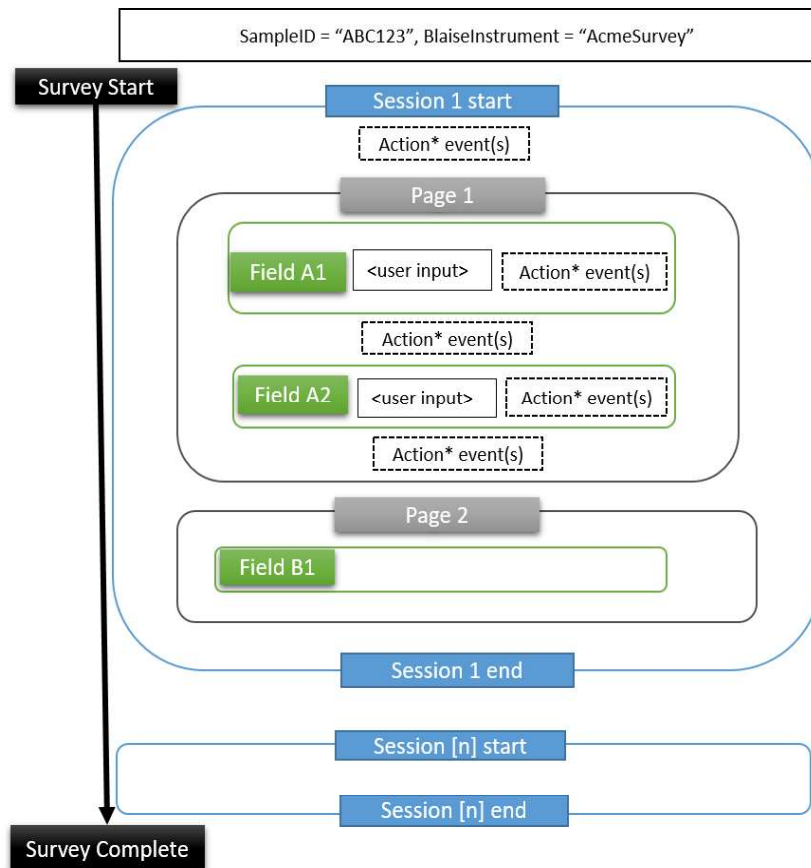 SampleID = “ABC123”, BlaiseInstrument = “AcmeSurvey”
Survey Start
Session 1 start
Action* event(s)
Page 1
Field A1
<user input>
Action* event(s)
Action* event(s)
Field A2
<user input>
Action* event(s)
Action* event(s)
Page 2
Field B1
Session 1 end
Session [n] start
Session [n] end
Survey Complete